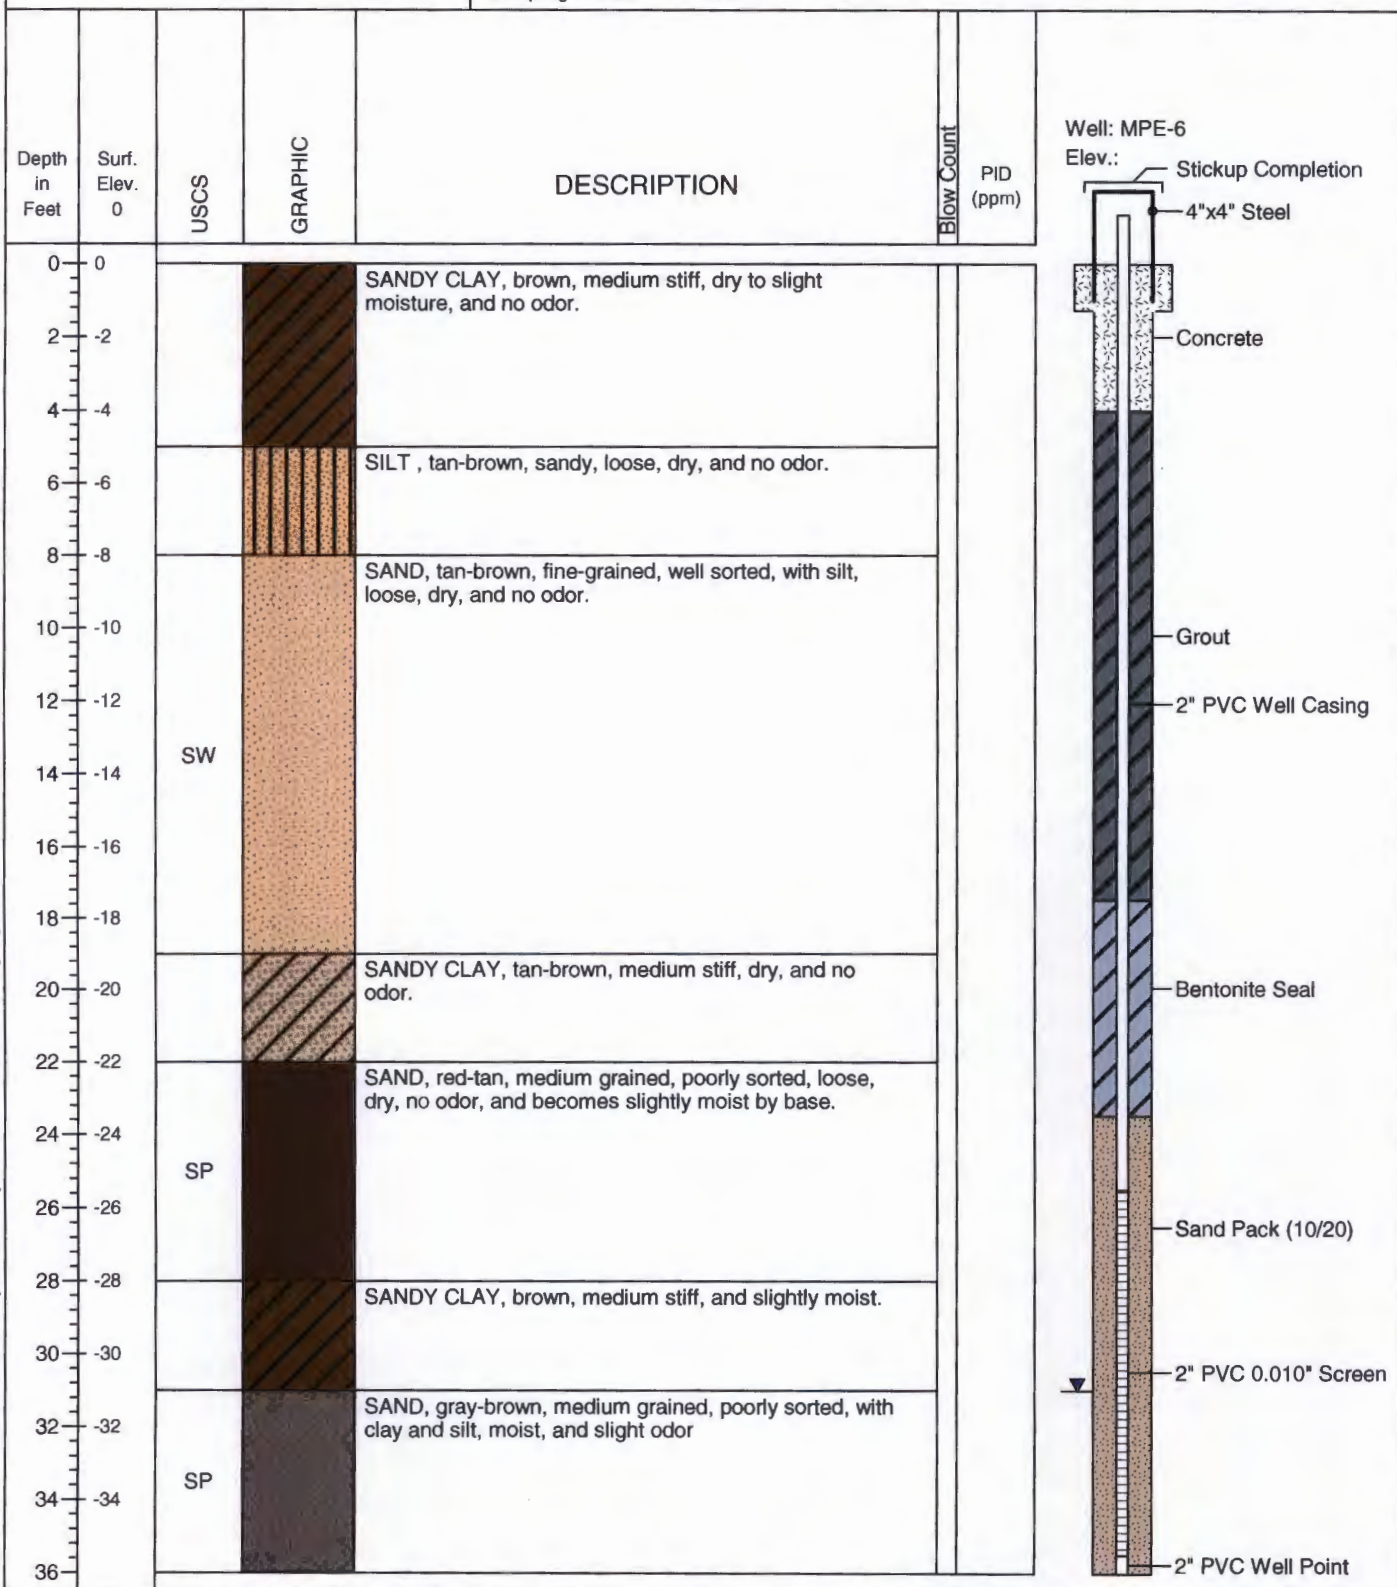 Depth
in
Feet
Surf.
Elev.
0
USCS
GRAPHIC
DESCRIPTION
Blow Count
PID
(ppm)
Well: MPE-6
Elev.:
Stickup Completion
4"x4" Steel
0 0
SANDY CLAY, brown, medium stiff, dry to slight
moisture, and no odor.
2 -2
Concrete
4 -4
SILT , tan-brown, sandy, loose, dry, and no odor.
6 -6
8 -8
SAND, tan-brown, fine-grained, well sorted, with silt,
loose, dry, and no odor.
10 -10
Grout
12 -12
2" PVC Well Casing
SW
14 -14
16 -16
18 -18
SANDY CLAY, tan-brown, medium stiff, dry, and no
odor.
20 -20
Bentonite Seal
22 -22
SAND, red-tan, medium grained, poorly sorted, loose,
dry, no odor, and becomes slightly moist by base.
24 -24
SP
26 -26
Sand Pack (10/20)
28 -28
SANDY CLAY, brown, medium stiff, and slightly moist.
30 -30
2" PVC 0.010" Screen
SAND, gray-brown, medium grained, poorly sorted, with
clay and silt, moist, and slight odor
32 -32
SP
34 -34
36
2" PVC Well Point